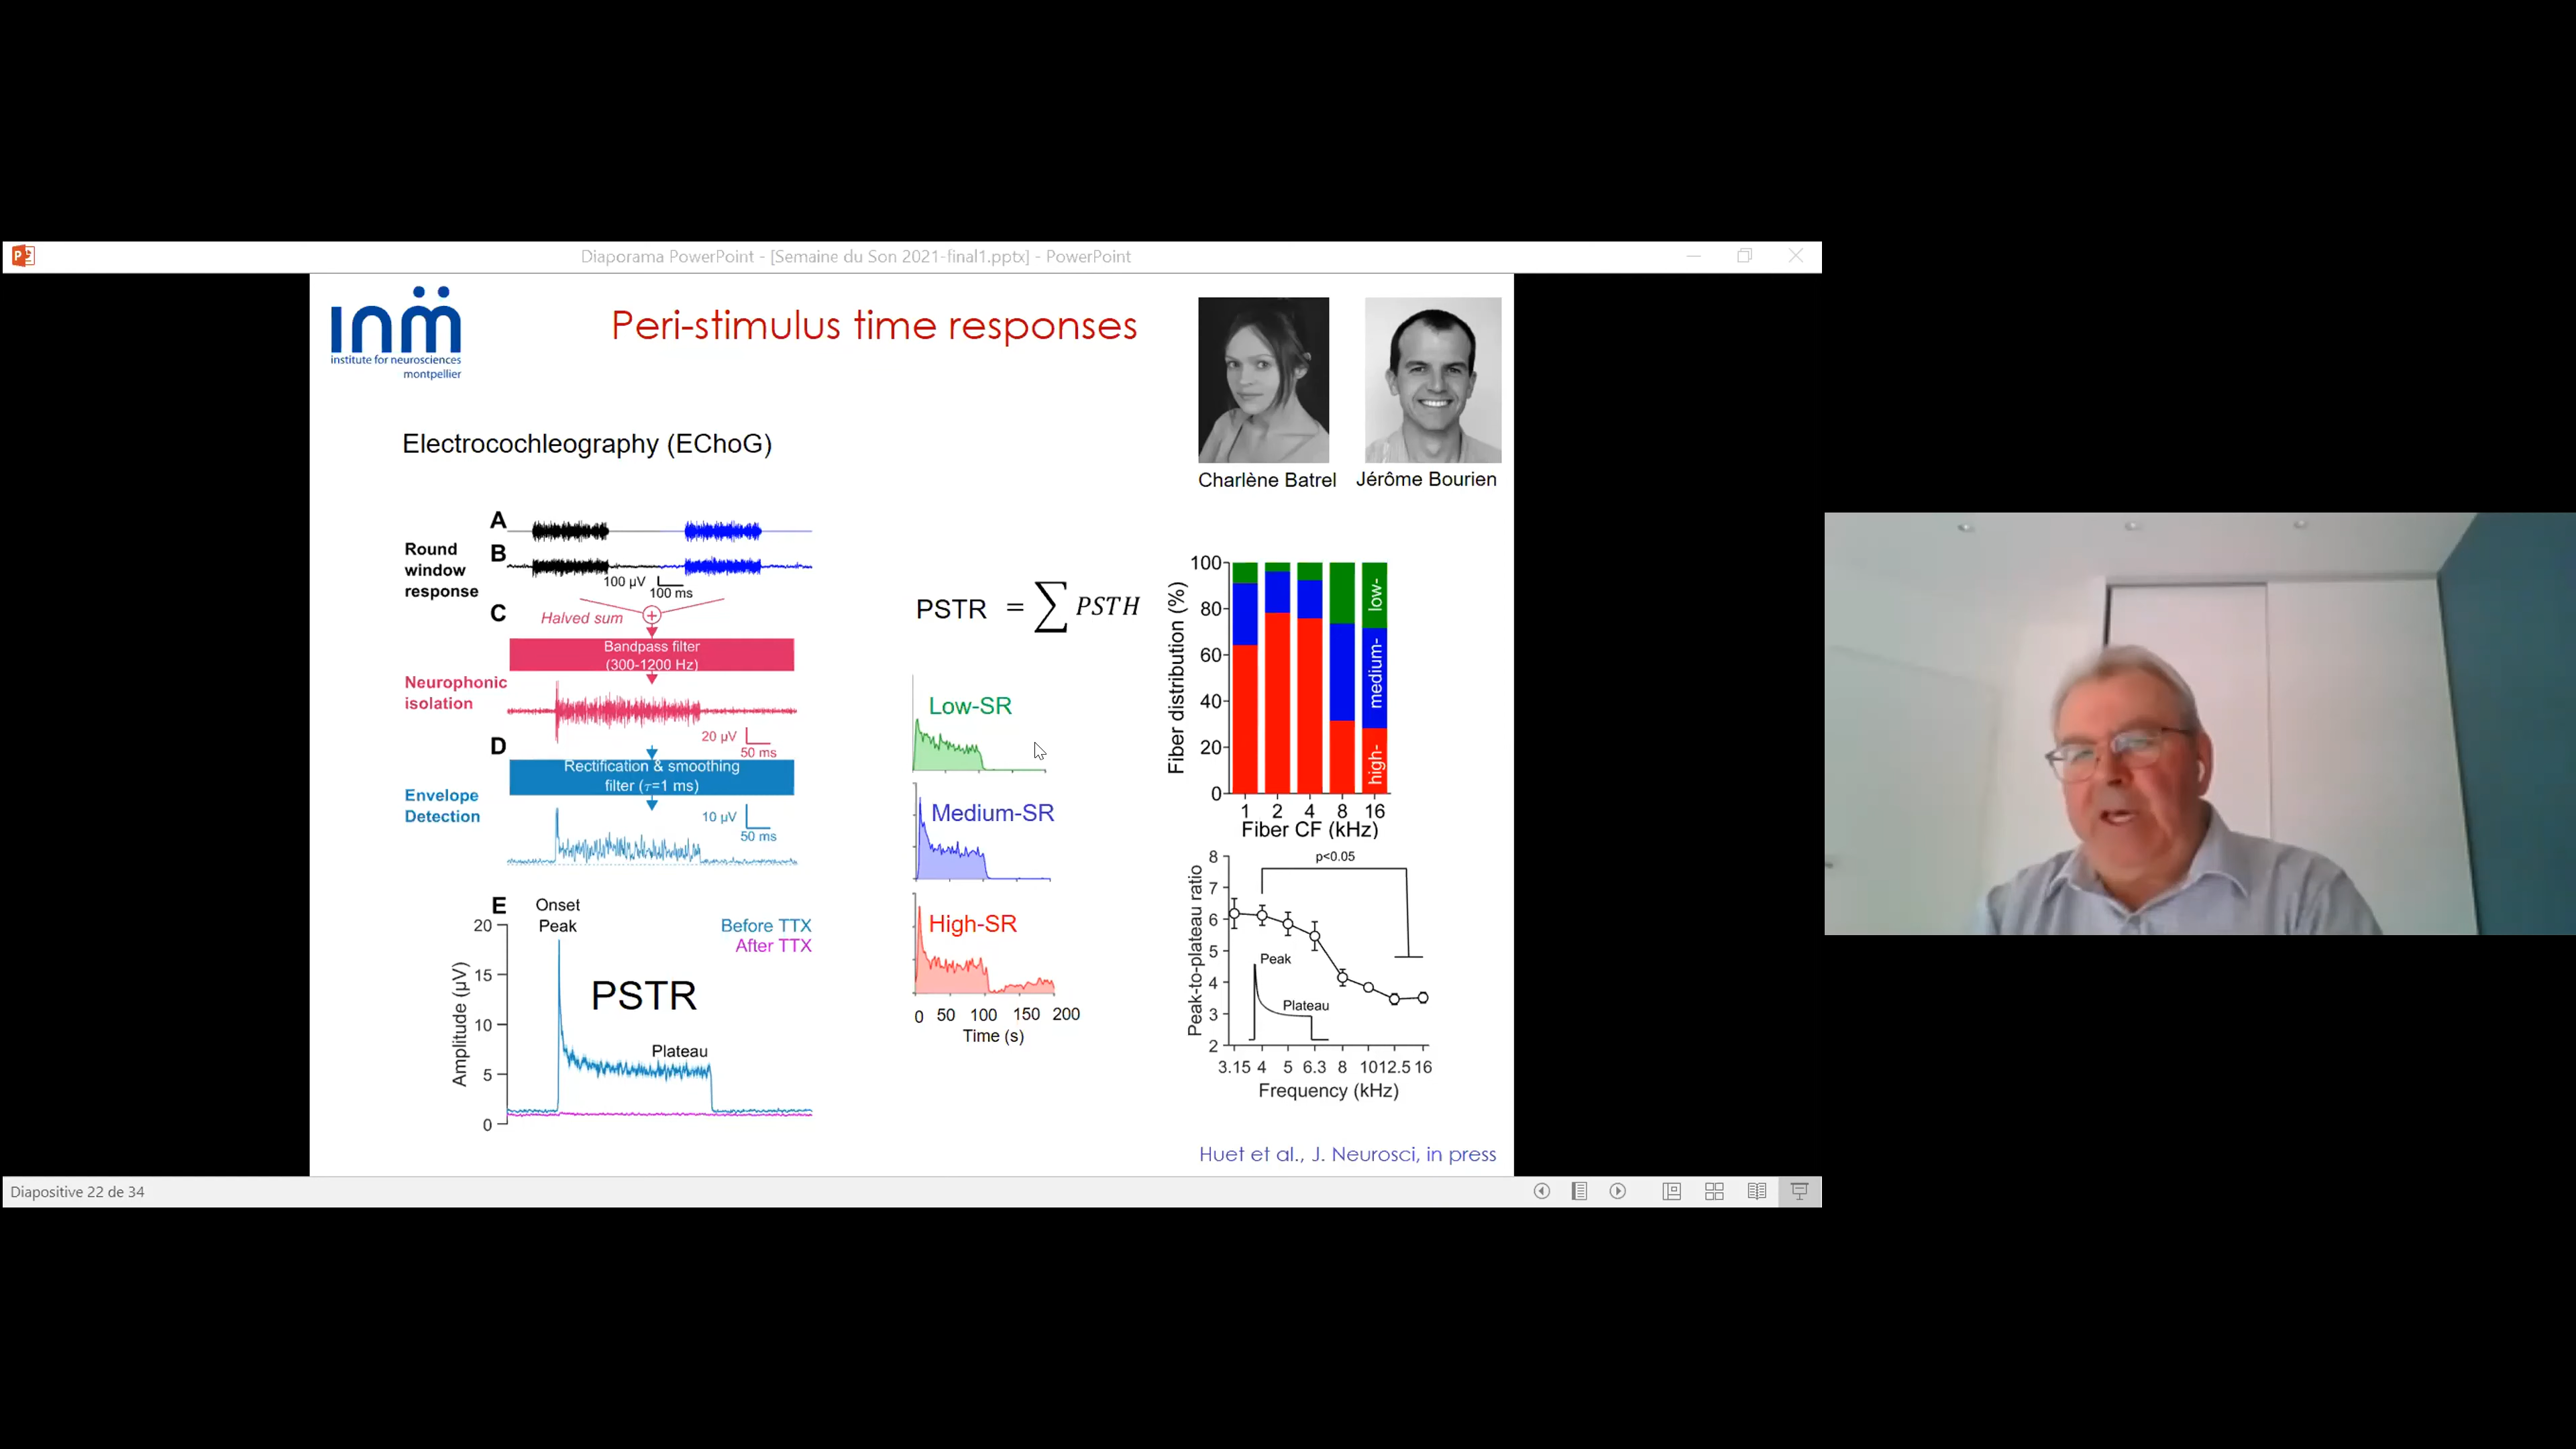 Diaporama PowerPoint - [Semaine du Son 2021-final1.pptx] - PowerPoint
inm
institute for neurosciences
montpellier
Peri-stimulus time responses
Charlène Batrel
Jérôme Bourien
Electrocochleography (EChoG)
A
B
Round
window
response
100 µV
100 ms
C
Halved sum
+
Bandpass filter
(300-1200 Hz)
Neurophonic
isolation
20 µV
50 ms
D
Rectification & smoothing
filter (τ=1 ms)
Envelope
Detection
10 µV
50 ms
E
Onset
Peak
Before TTX
After TTX
PSTR
Plateau
Amplitude (µV)
20
15
10
5
0
PSTR = ∑ PSTH
Low-SR
Medium-SR
High-SR
0 50 100 150 200
Time (s)
Fiber distribution (%)
100
80
60
40
20
0
low-
medium-
high-
1 2 4 8 16
Fiber CF (kHz)
p<0.05
Peak-to-plateau ratio
8
7
6
5
4
3
2
Peak
Plateau
3.15 4 5 6.3 8 10 12.5 16
Frequency (kHz)
Huet et al., J. Neurosci, in press
Diapositive 22 de 34